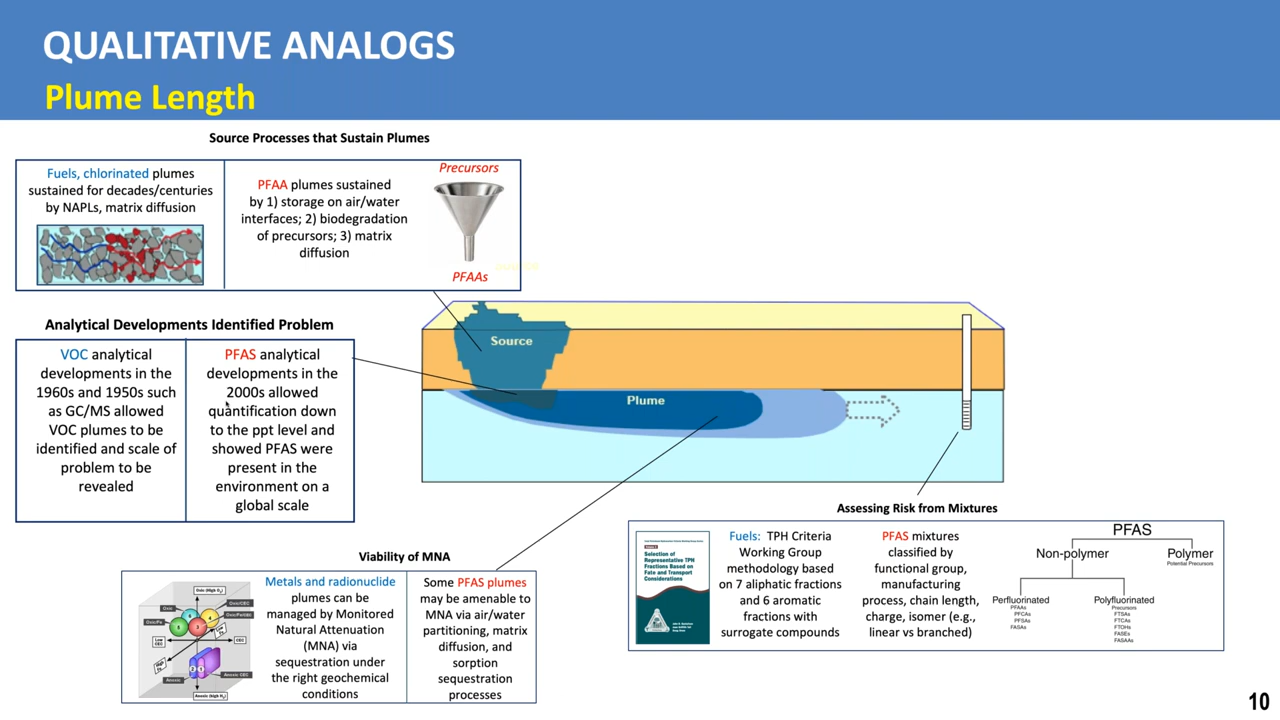 QUALITATIVE ANALOGS
Plume Length
Source Processes that Sustain Plumes
Fuels, chlorinated plumes
sustained for decades/centuries
by NAPLs, matrix diffusion
PFAA plumes sustained
by 1) storage on air/water
interfaces; 2) biodegradation
of precursors; 3) matrix
diffusion
Precursors
PFAAs
Analytical Developments Identified Problem
VOC analytical
developments in the
1960s and 1950s such
as GC/MS allowed
VOC plumes to be
identified and scale of
problem to be
revealed
PFAS analytical
developments in the
2000s allowed
quantification down
to the ppt level and
showed PFAS were
present in the
environment on a
global scale
Source
Plume
Viability of MNA
Metals and radionuclide
plumes can be
managed by Monitored
Natural Attenuation
(MNA) via
sequestration under
the right geochemical
conditions
Some PFAS plumes
may be amenable to
MNA via air/water
partitioning, matrix
diffusion, and
sorption
sequestration
processes
Assessing Risk from Mixtures
Selection of
Representative TPH
Fractions Based on
Fate and Transport
Considerations
Fuels: TPH Criteria
Working Group
methodology based
on 7 aliphatic fractions
and 6 aromatic
fractions with
surrogate compounds
PFAS mixtures
classified by
functional group,
manufacturing
process, chain length,
charge, isomer (e.g.,
linear vs branched)
PFAS
Non-polymer
Polymer
Potential Precursors
Perfluorinated
PFAAs
PFCAs
PFSAs
FASAs
Polyfluorinated
Precursors
FTSAs
FTCAs
FTOHs
FASEs
FASAAs
10